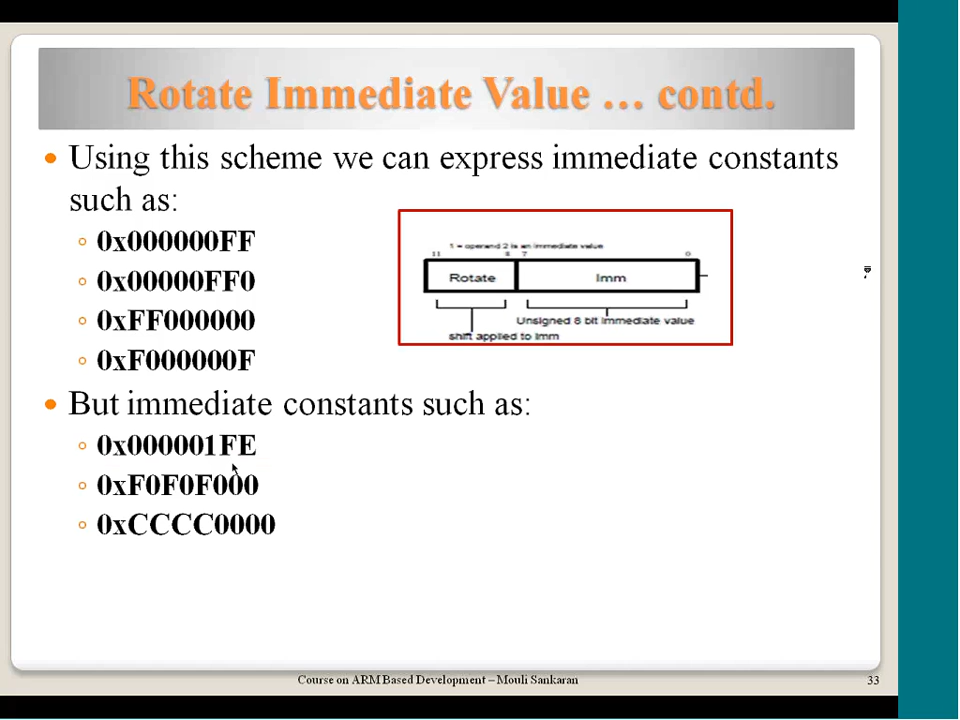 Rotate Immediate Value … contd.
Using this scheme we can express immediate constants
such as:
0x000000FF
0x00000FF0
0xFF000000
0xF000000F
1 = operand 2 is an immediate value
11 8 7 0
Rotate Imm
Unsigned 8 bit immediate value
shift applied to Imm
But immediate constants such as:
0x000001FE
0xF0F0F000
0xCCCC0000
Course on ARM Based Development – Mouli Sankaran
33